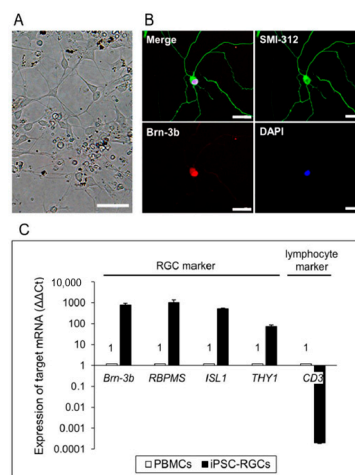 A
B
Merge
SMI-312
Brn-3b
DAPI
C
RGC marker
lymphocyte
marker
Expression of target mRNA (ΔΔCt)
10,000
1000
100
10
1
0.1
0.01
0.001
0.0001
1 1 1 1 1
Brn-3b RBPMS ISL1 THY1 CD3
PBMCs iPSC-RGCs